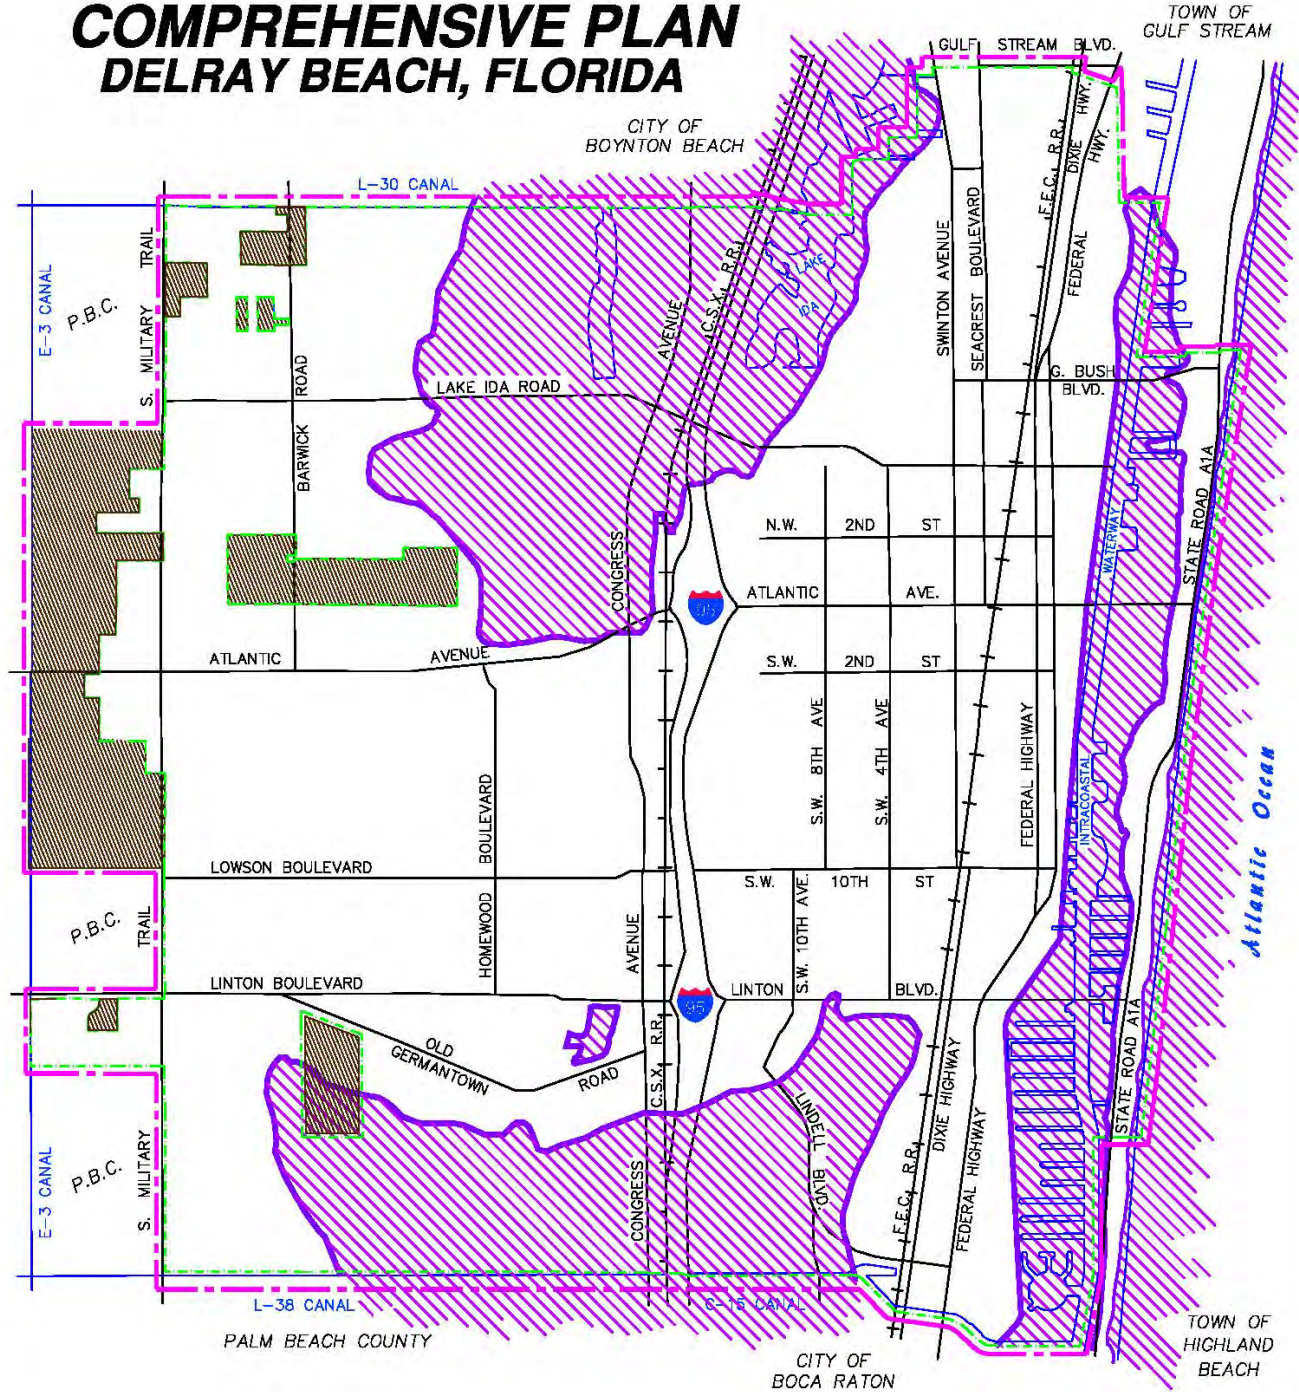 COMPREHENSIVE PLAN
DELRAY BEACH, FLORIDA
TOWN OF
GULF STREAM
GULF STREAM BLVD.
CITY OF
BOYNTON BEACH
L-30 CANAL
E-3 CANAL
P.B.C.
S. MILITARY TRAIL
BARWICK ROAD
LAKE IDA ROAD
CONGRESS AVENUE
C.S.X. R.R.
LAKE
IDA
SWINTON AVENUE
SEACREST BOULEVARD
F.E.C. R.R.
DIXIE HWY.
FEDERAL HWY.
G. BUSH
BLVD.
N.W. 2ND ST
ATLANTIC AVE.
95
ATLANTIC AVENUE
S.W. 2ND ST
S.W. 8TH AVE
S.W. 4TH AVE
FEDERAL HIGHWAY
INTRACOASTAL
WATERWAY
STATE ROAD A1A
Atlantic Ocean
HOMEWOOD BOULEVARD
LOWSON BOULEVARD
S.W. 10TH ST
S.W. 10TH AVE.
P.B.C.
TRAIL
AVENUE
LINTON BOULEVARD
95
LINTON BLVD.
OLD
GERMANTOWN
ROAD
C.S.X. R.R.
LINDELL BLVD.
DIXIE HIGHWAY
F.E.C. R.R.
FEDERAL HIGHWAY
STATE ROAD A1A
E-3 CANAL
P.B.C.
S. MILITARY
CONGRESS
L-38 CANAL
C-15 CANAL
PALM BEACH COUNTY
CITY OF
BOCA RATON
TOWN OF
HIGHLAND
BEACH